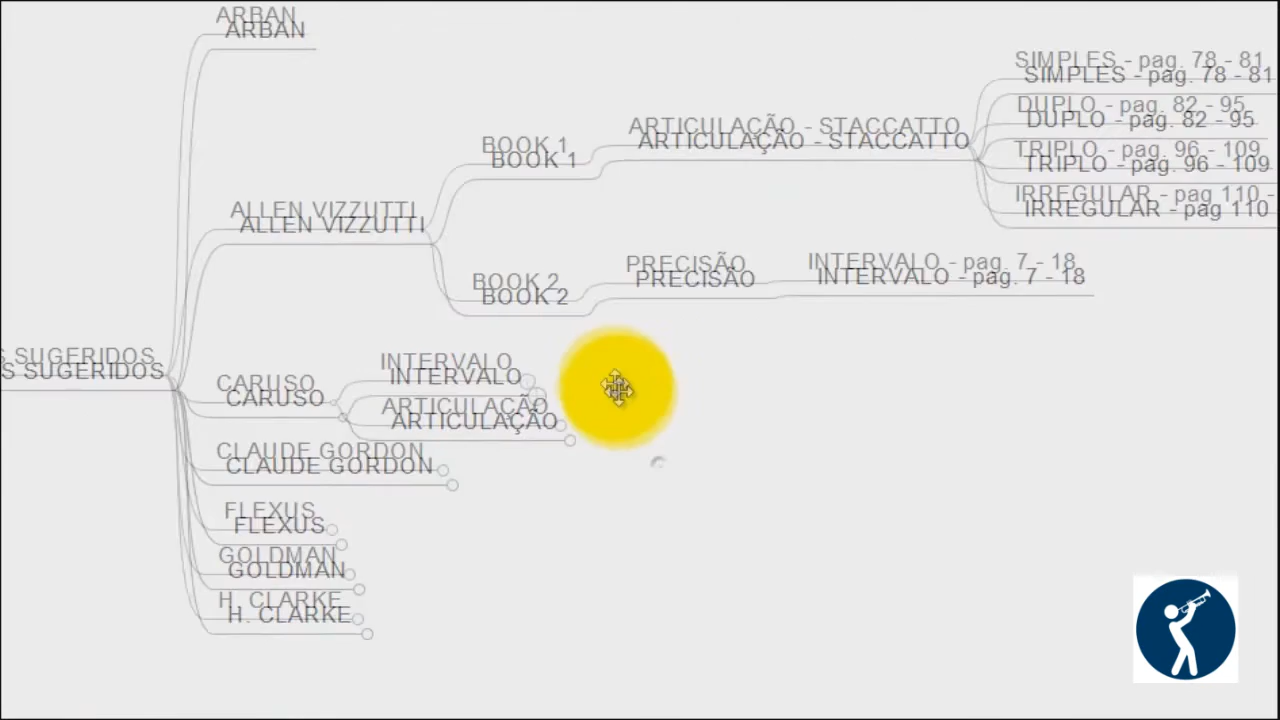 ARBAN
ALLEN VIZZUTTI
BOOK 1
ARTICULAÇÃO - STACCATTO
SIMPLES - pag. 78 - 81
DUPLO - pag. 82 - 95
TRIPLO - pag. 96 - 109
IRREGULAR - pag 110 -
BOOK 2
PRECISÃO
INTERVALO - pag. 7 - 18
S SUGERIDOS
CARUSO
INTERVALO
ARTICULAÇÃO
CLAUDE GORDON
FLEXUS
GOLDMAN
H. CLARKE